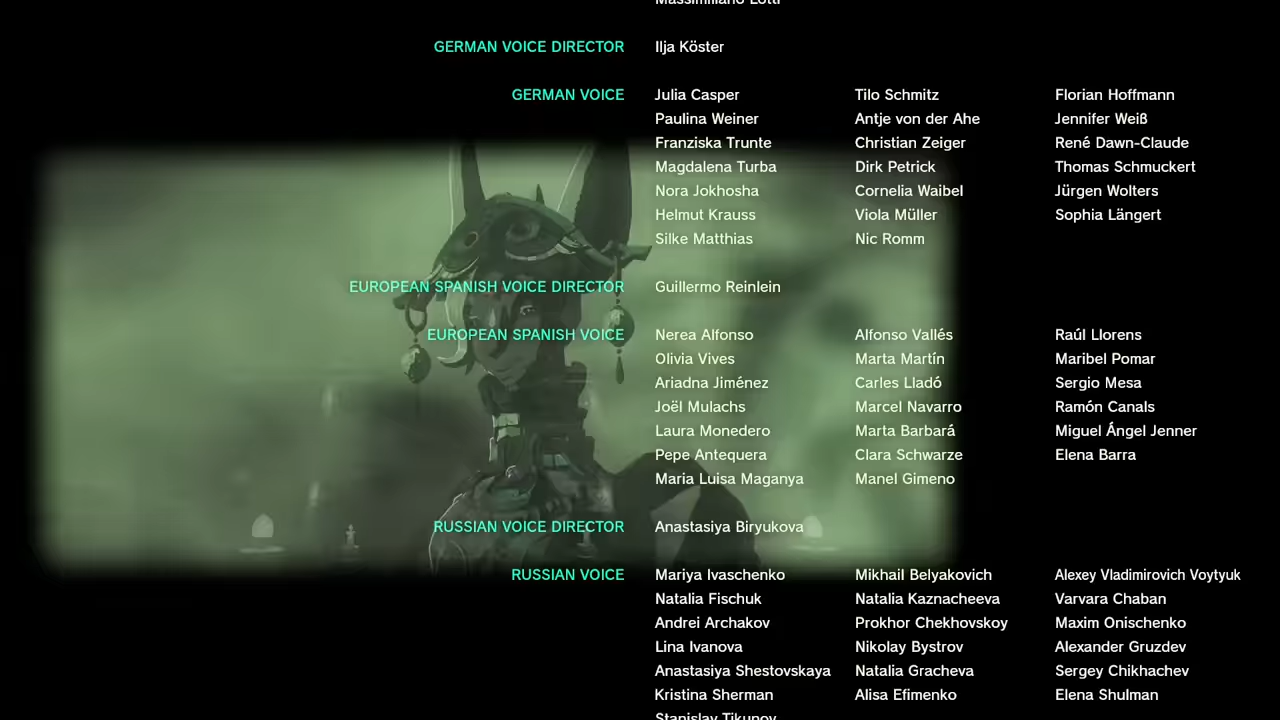 Massimiliano Lotti
GERMAN VOICE DIRECTOR Ilja Köster
GERMAN VOICE Julia Casper Tilo Schmitz Florian Hoffmann
Paulina Weiner Antje von der Ahe Jennifer Weiß
Franziska Trunte Christian Zeiger René Dawn-Claude
Magdalena Turba Dirk Petrick Thomas Schmuckert
Nora Jokhosha Cornelia Waibel Jürgen Wolters
Helmut Krauss Viola Müller Sophia Längert
Silke Matthias Nic Romm
EUROPEAN SPANISH VOICE DIRECTOR Guillermo Reinlein
EUROPEAN SPANISH VOICE Nerea Alfonso Alfonso Vallés Raúl Llorens
Olivia Vives Marta Martín Maribel Pomar
Ariadna Jiménez Carles Lladó Sergio Mesa
Joël Mulachs Marcel Navarro Ramón Canals
Laura Monedero Marta Barbará Miguel Ángel Jenner
Pepe Antequera Clara Schwarze Elena Barra
Maria Luisa Maganya Manel Gimeno
RUSSIAN VOICE DIRECTOR Anastasiya Biryukova
RUSSIAN VOICE Mariya Ivaschenko Mikhail Belyakovich Alexey Vladimirovich Voytyuk
Natalia Fischuk Natalia Kaznacheeva Varvara Chaban
Andrei Archakov Prokhor Chekhovskoy Maxim Onischenko
Lina Ivanova Nikolay Bystrov Alexander Gruzdev
Anastasiya Shestovskaya Natalia Gracheva Sergey Chikhachev
Kristina Sherman Alisa Efimenko Elena Shulman
Stanislav Tikunov